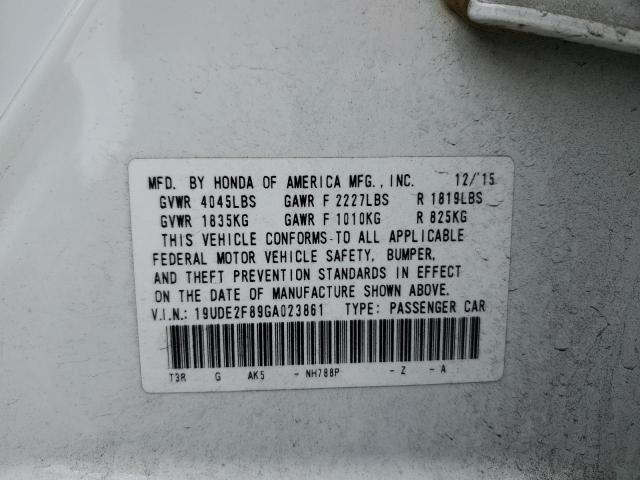 MFD. BY HONDA OF AMERICA MFG., INC. 12/'15
GVWR 4045LBS GAWR F 2227LBS R 1819LBS
GVWR 1835KG GAWR F 1010KG R 825KG
THIS VEHICLE CONFORMS-TO ALL APPLICABLE
FEDERAL MOTOR VEHICLE SAFETY, BUMPER,
AND THEFT PREVENTION STANDARDS IN EFFECT
ON THE DATE OF MANUFACTURE SHOWN ABOVE.
V.I.N.: 19UDE2F89GA023861 TYPE: PASSENGER CAR
T3R G AK5 - NH788P - Z - A